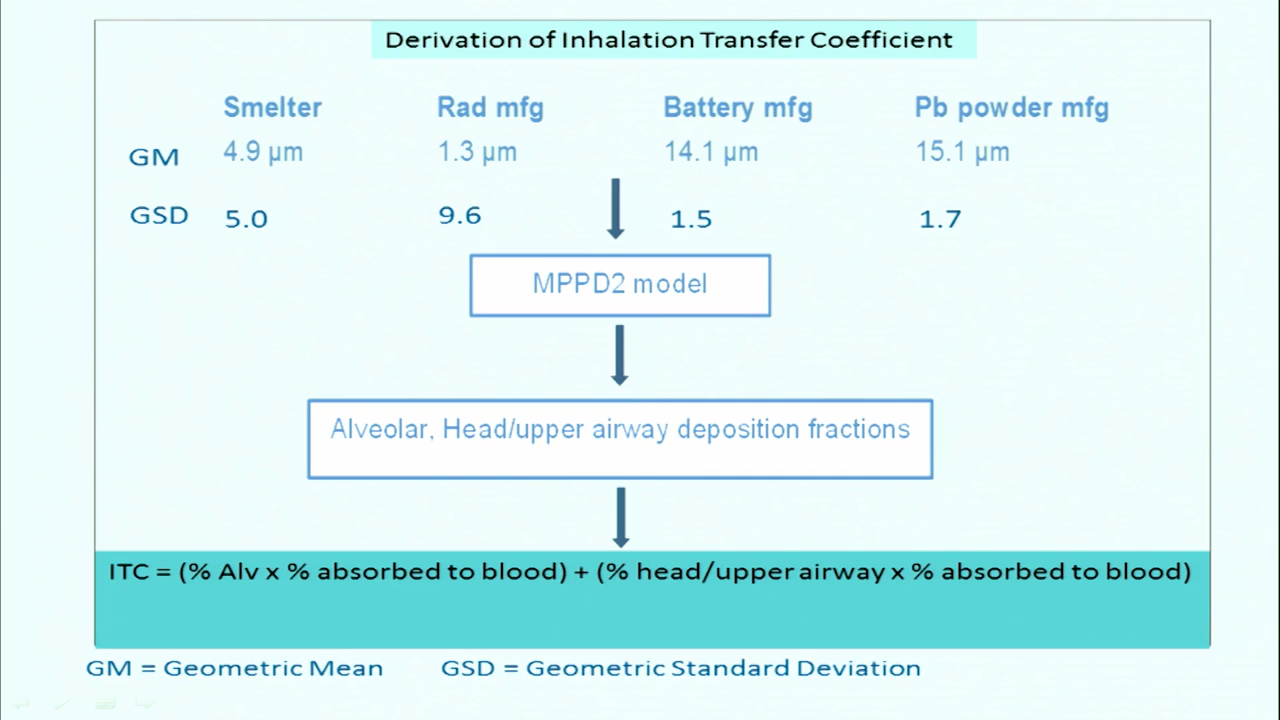 Derivation of Inhalation Transfer Coefficient
Smelter Rad mfg Battery mfg Pb powder mfg
GM 4.9 µm 1.3 µm 14.1 µm 15.1 µm
GSD 5.0 9.6 1.5 1.7
MPPD2 model
Alveolar, Head/upper airway deposition fractions
ITC = (% Alv x % absorbed to blood) + (% head/upper airway x % absorbed to blood)
GM = Geometric Mean GSD = Geometric Standard Deviation